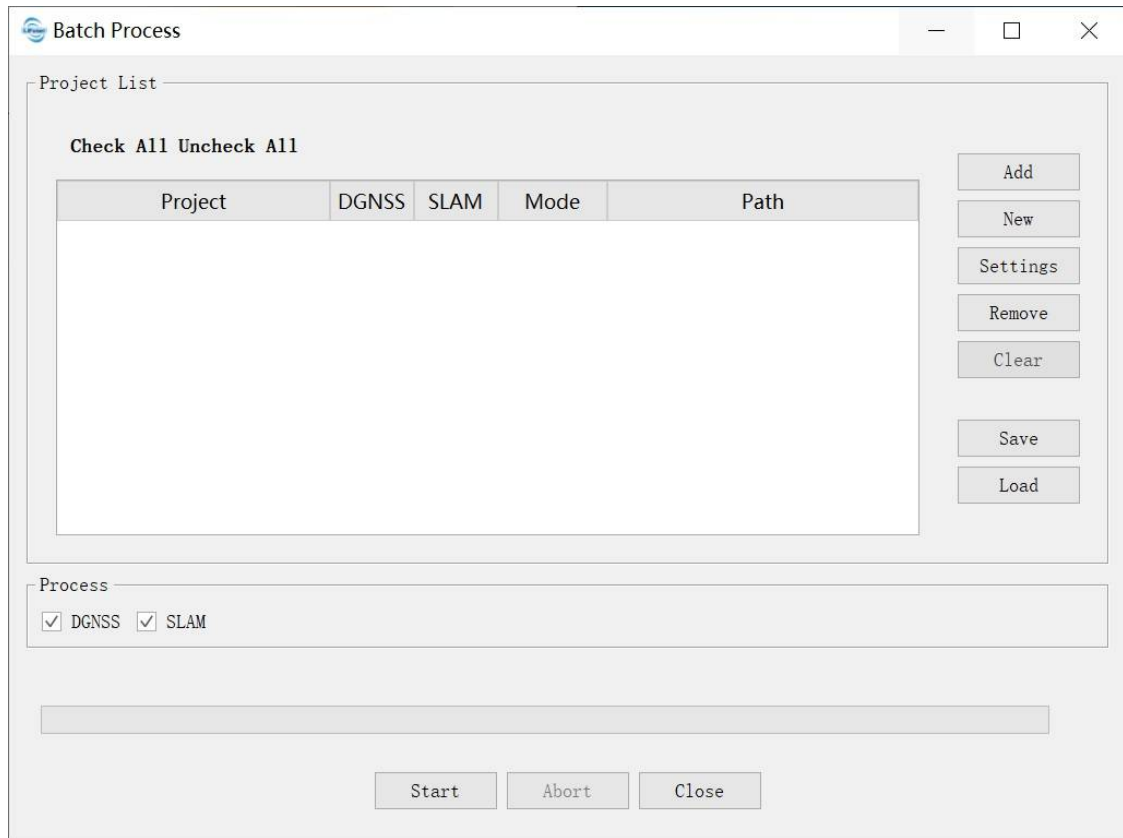 Batch Process
Project List
Check All Uncheck All
Project DGNSS SLAM Mode Path
Add
New
Settings
Remove
Clear
Save
Load
Process
DGNSS SLAM
Start Abort Close